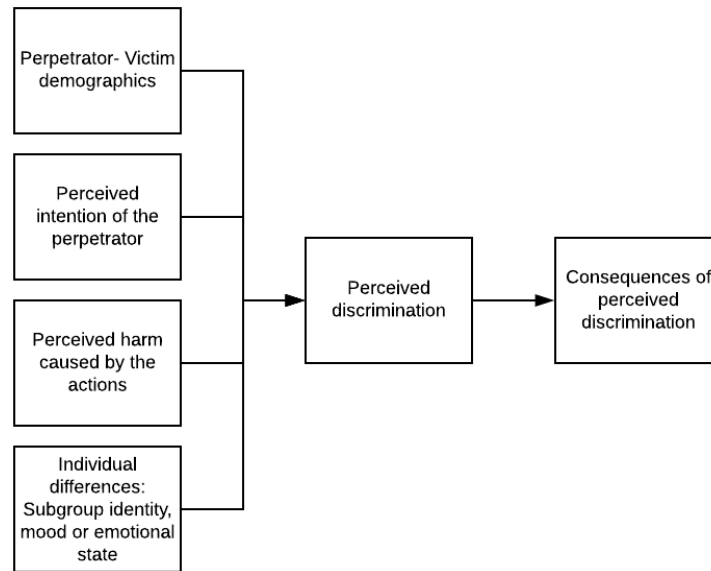 Perpetrator- Victim
demographics
Perceived
intention of the
perpetrator
Perceived harm
caused by the
actions
Individual
differences:
Subgroup identity,
mood or emotional
state
Perceived
discrimination
Consequences of
perceived
discrimination